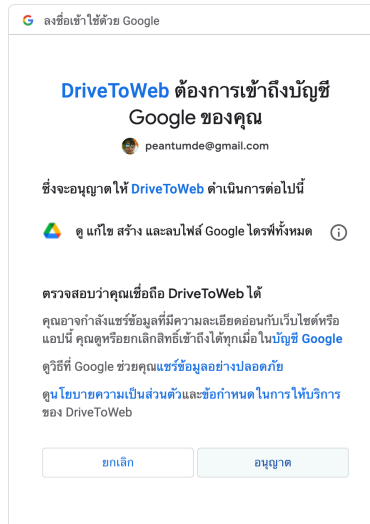 ลงชื่อเข้าใช้ด้วย Google
DriveToWeb ต้องการเข้าถึงบัญชี
Google ของคุณ
peantumde@gmail.com
ซึ่งจะอนุญาตให้ DriveToWeb ดำเนินการต่อไปนี้
ดู แก้ไข สร้าง และลบไฟล์ Google ไดรฟ์ทั้งหมด
ตรวจสอบว่าคุณเชื่อถือ DriveToWeb ได้
คุณอาจกำลังแชร์ข้อมูลที่มีความละเอียดอ่อนกับเว็บไซต์หรือ
แอปนี้ คุณดูหรือยกเลิกสิทธิ์เข้าถึงได้ทุกเมื่อในบัญชี Google
ดูวิธีที่ Google ช่วยคุณแชร์ข้อมูลอย่างปลอดภัย
ดูนโยบายความเป็นส่วนตัวและข้อกำหนดในการให้บริการ
ของ DriveToWeb
ยกเลิก อนุญาต